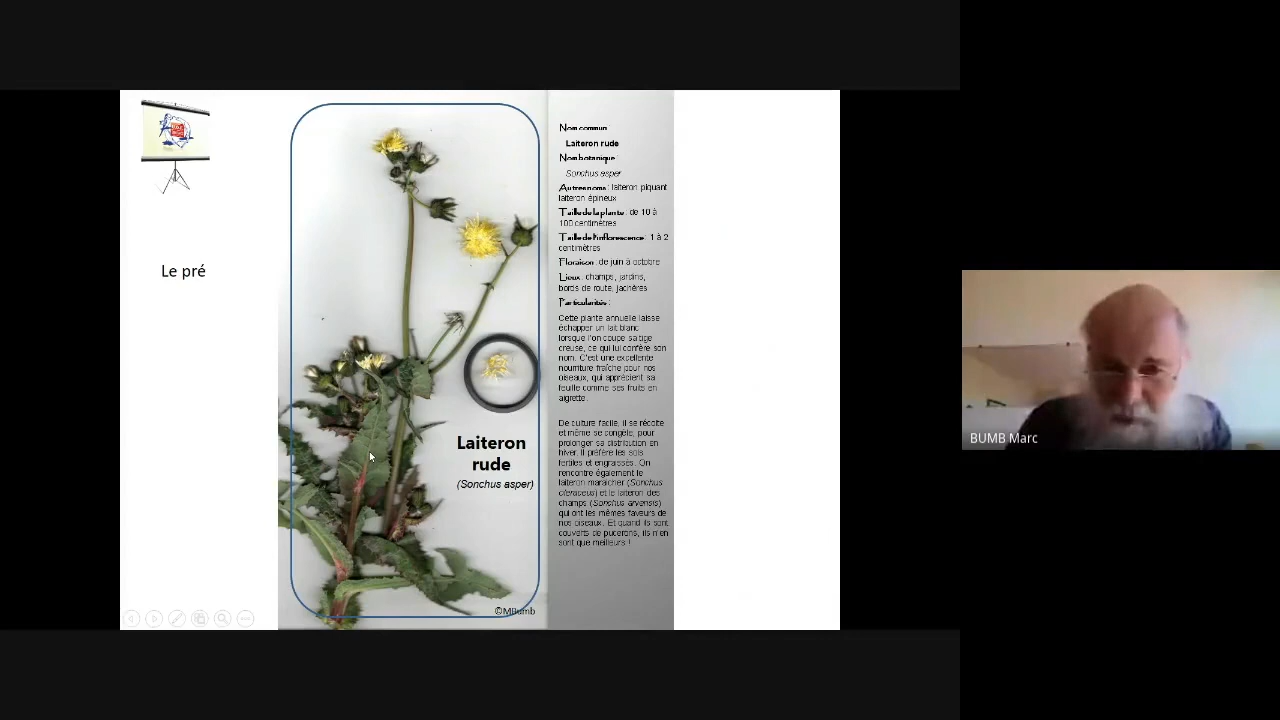 Le pré
Laiteron
rude
(Sonchus asper)
©MBumb
Nom commun
Laiteron rude
Nom botanique :
Sonchus asper
Autres noms : laiteron piquant
laiteron épineux
Taille de la plante : de 10 à
100 centimètres
Taille de l'inflorescence : 1 à 2
centimètres
Floraison : de juin à octobre
Lieux : champs, jardins,
bords de route, jachères
Particularités :
Cette plante annuelle laisse
échapper un lait blanc
lorsque l'on coupe sa tige
creuse, ce qui lui confère son
nom. C'est une excellente
nourriture fraîche pour nos
oiseaux, qui apprécient sa
feuille comme ses fruits en
aigrette.
De culture facile, il se récolte
et même se congèle, pour
prolonger sa distribution en
hiver. Il préfère les sols
fertiles et engraissés. On
rencontre également le
laiteron maraicher (Sonchus
oleraceus) et le laiteron des
champs (Sonchus arvensis)
qui ont les mêmes faveurs de
nos oiseaux. Et quand ils sont
couverts de pucerons, ils n'en
sont que meilleurs !
BUMB Marc